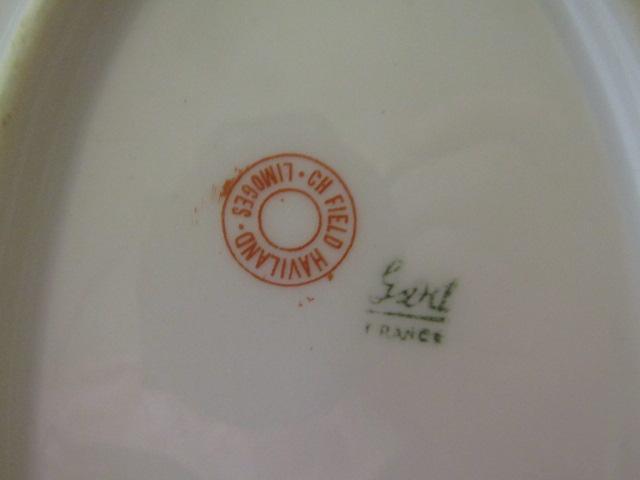 CH FIELD HAVILAND · LIMOGES ·
FRANCE